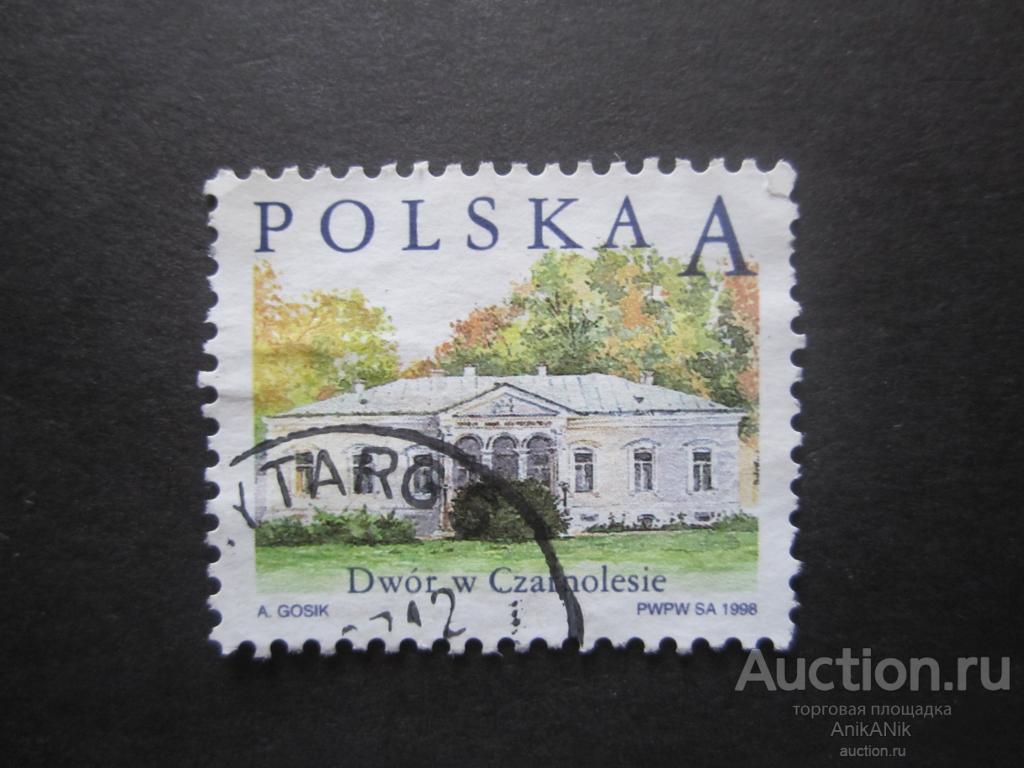 POLSKA A
TARG
Dwór w Czarnolesie
A. GOSIK
PWPW SA 1998
Auction.ru
торговая площадка
AnikANik
auction.ru